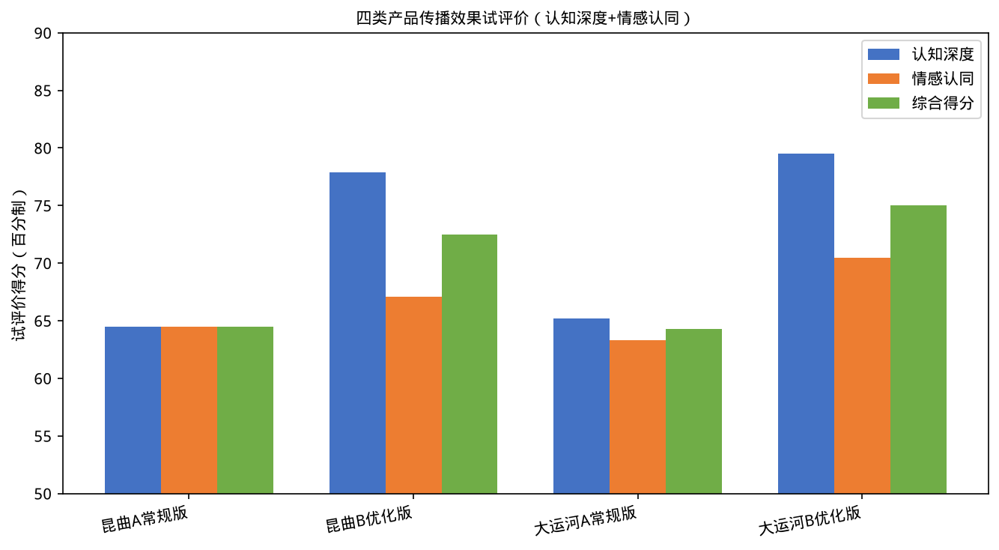 四类产品传播效果试评价（认知深度+情感认同）
认知深度
情感认同
综合得分
试评价得分（百分制）
90
85
80
75
70
65
60
55
50
昆曲A常规版
昆曲B优化版
大运河A常规版
大运河B优化版